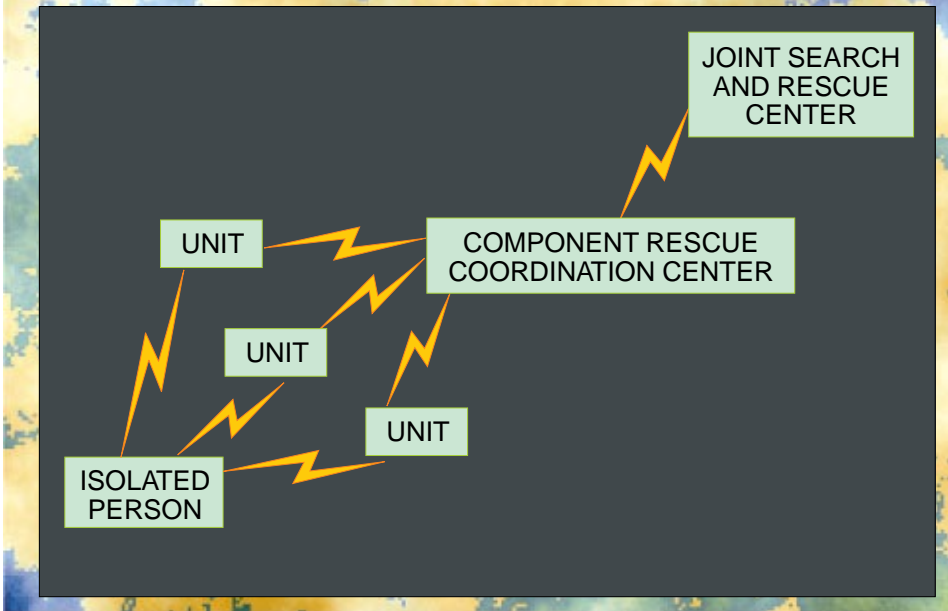 JOINT SEARCH
AND RESCUE
CENTER
UNIT
COMPONENT RESCUE
COORDINATION CENTER
UNIT
UNIT
ISOLATED
PERSON